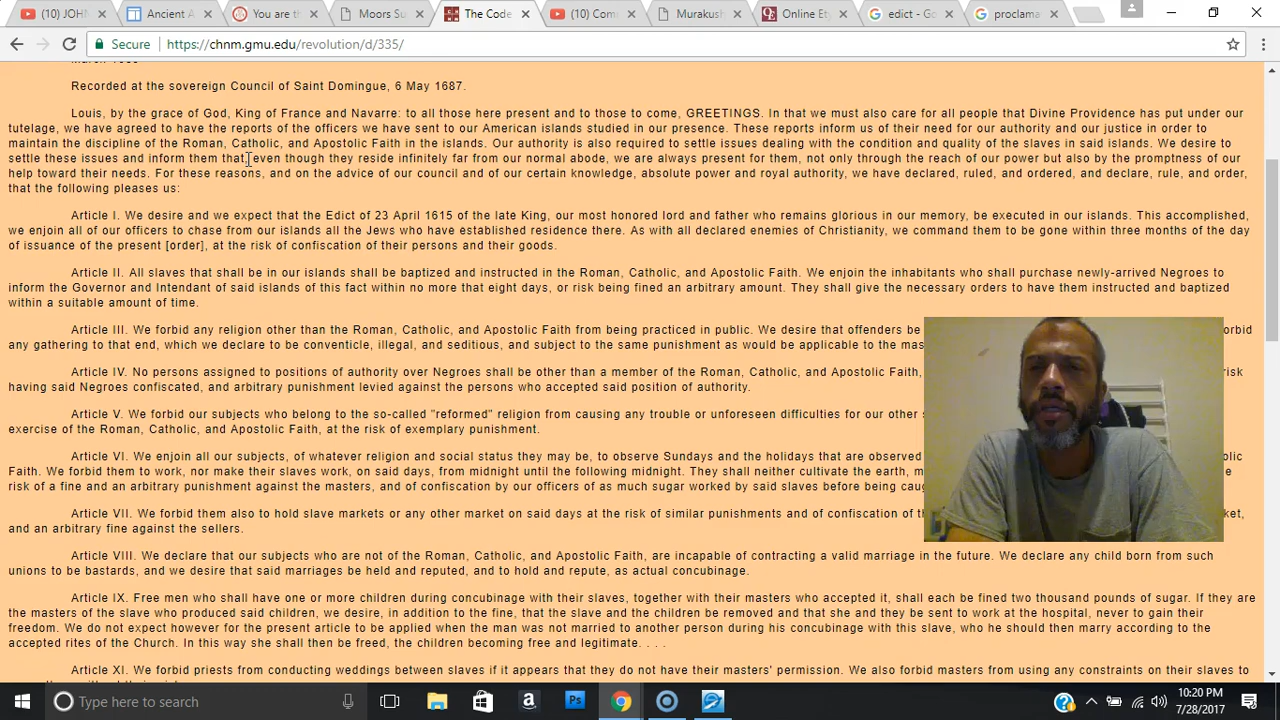 (10) JOHN
Ancient A
You are th
Moors Su
The Code
(10) Com
Murakush
Online Ety
edict - Go
proclama
Secure https://chnm.gmu.edu/revolution/d/335/
Recorded at the sovereign Council of Saint Domingue, 6 May 1687.
Louis, by the grace of God, King of France and Navarre: to all those here present and to those to come, GREETINGS. In that we must also care for all people that Divine Providence has put under our
tutelage, we have agreed to have the reports of the officers we have sent to our American islands studied in our presence. These reports inform us of their need for our authority and our justice in order to
maintain the discipline of the Roman, Catholic, and Apostolic Faith in the islands. Our authority is also required to settle issues dealing with the condition and quality of the slaves in said islands. We desire to
settle these issues and inform them that, even though they reside infinitely far from our normal abode, we are always present for them, not only through the reach of our power but also by the promptness of our
help toward their needs. For these reasons, and on the advice of our council and of our certain knowledge, absolute power and royal authority, we have declared, ruled, and ordered, and declare, rule, and order,
that the following pleases us:
Article I. We desire and we expect that the Edict of 23 April 1615 of the late King, our most honored lord and father who remains glorious in our memory, be executed in our islands. This accomplished,
we enjoin all of our officers to chase from our islands all the Jews who have established residence there. As with all declared enemies of Christianity, we command them to be gone within three months of the day
of issuance of the present [order], at the risk of confiscation of their persons and their goods.
Article II. All slaves that shall be in our islands shall be baptized and instructed in the Roman, Catholic, and Apostolic Faith. We enjoin the inhabitants who shall purchase newly-arrived Negroes to
inform the Governor and Intendant of said islands of this fact within no more that eight days, or risk being fined an arbitrary amount. They shall give the necessary orders to have them instructed and baptized
within a suitable amount of time.
Article III. We forbid any religion other than the Roman, Catholic, and Apostolic Faith from being practiced in public. We desire that offenders be orbid
any gathering to that end, which we declare to be conventicle, illegal, and seditious, and subject to the same punishment as would be applicable to the mas
Article IV. No persons assigned to positions of authority over Negroes shall be other than a member of the Roman, Catholic, and Apostolic Faith, risk
having said Negroes confiscated, and arbitrary punishment levied against the persons who accepted said position of authority.
Article V. We forbid our subjects who belong to the so-called "reformed" religion from causing any trouble or unforeseen difficulties for our other s
exercise of the Roman, Catholic, and Apostolic Faith, at the risk of exemplary punishment.
Article VI. We enjoin all our subjects, of whatever religion and social status they may be, to observe Sundays and the holidays that are observed olic
Faith. We forbid them to work, nor make their slaves work, on said days, from midnight until the following midnight. They shall neither cultivate the earth, m e
risk of a fine and an arbitrary punishment against the masters, and of confiscation by our officers of as much sugar worked by said slaves before being caug
Article VII. We forbid them also to hold slave markets or any other market on said days at the risk of similar punishments and of confiscation of th ket,
and an arbitrary fine against the sellers.
Article VIII. We declare that our subjects who are not of the Roman, Catholic, and Apostolic Faith, are incapable of contracting a valid marriage in the future. We declare any child born from such
unions to be bastards, and we desire that said marriages be held and reputed, and to hold and repute, as actual concubinage.
Article IX. Free men who shall have one or more children during concubinage with their slaves, together with their masters who accepted it, shall each be fined two thousand pounds of sugar. If they are
the masters of the slave who produced said children, we desire, in addition to the fine, that the slave and the children be removed and that she and they be sent to work at the hospital, never to gain their
freedom. We do not expect however for the present article to be applied when the man was not married to another person during his concubinage with this slave, who he should then marry according to the
accepted rites of the Church. In this way she shall then be freed, the children becoming free and legitimate. . . .
Article XI. We forbid priests from conducting weddings between slaves if it appears that they do not have their masters' permission. We also forbid masters from using any constraints on their slaves to
Type here to search
10:20 PM
7/28/2017